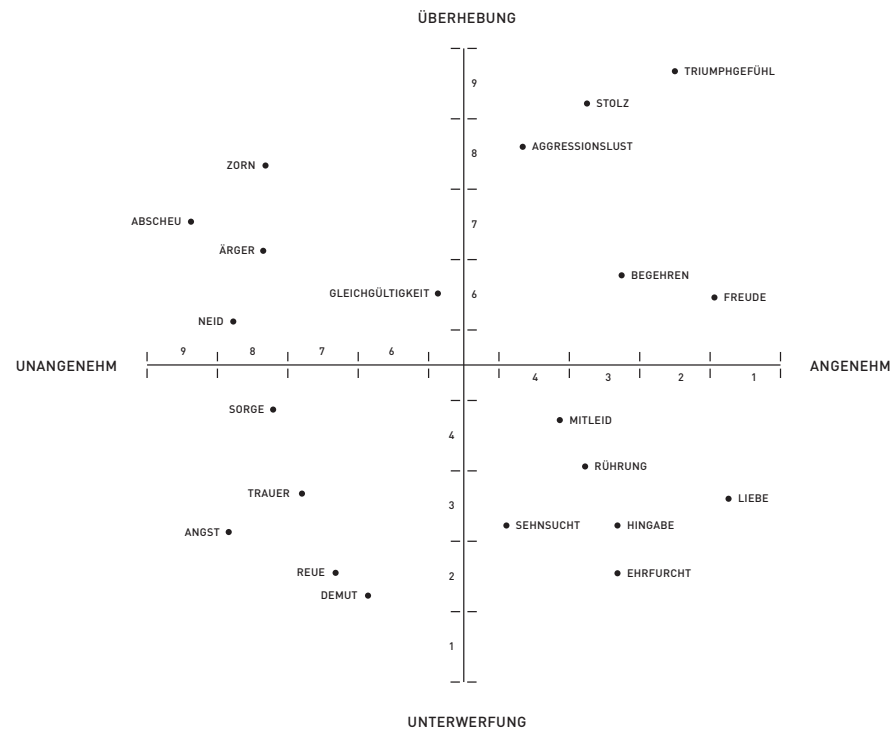 ÜBERHEBUNG
TRIUMPHGEFÜHL
9
STOLZ
AGGRESSIONSLUST
8
ZORN
ABSCHEU
7
ÄRGER
BEGEHREN
GLEICHGÜLTIGKEIT
6
FREUDE
NEID
9 8 7 6
UNANGENEHM
ANGENEHM
4 3 2 1
SORGE
MITLEID
4
RÜHRUNG
TRAUER
LIEBE
3
SEHNSUCHT
HINGABE
ANGST
REUE
2
EHRFURCHT
DEMUT
1
UNTERWERFUNG